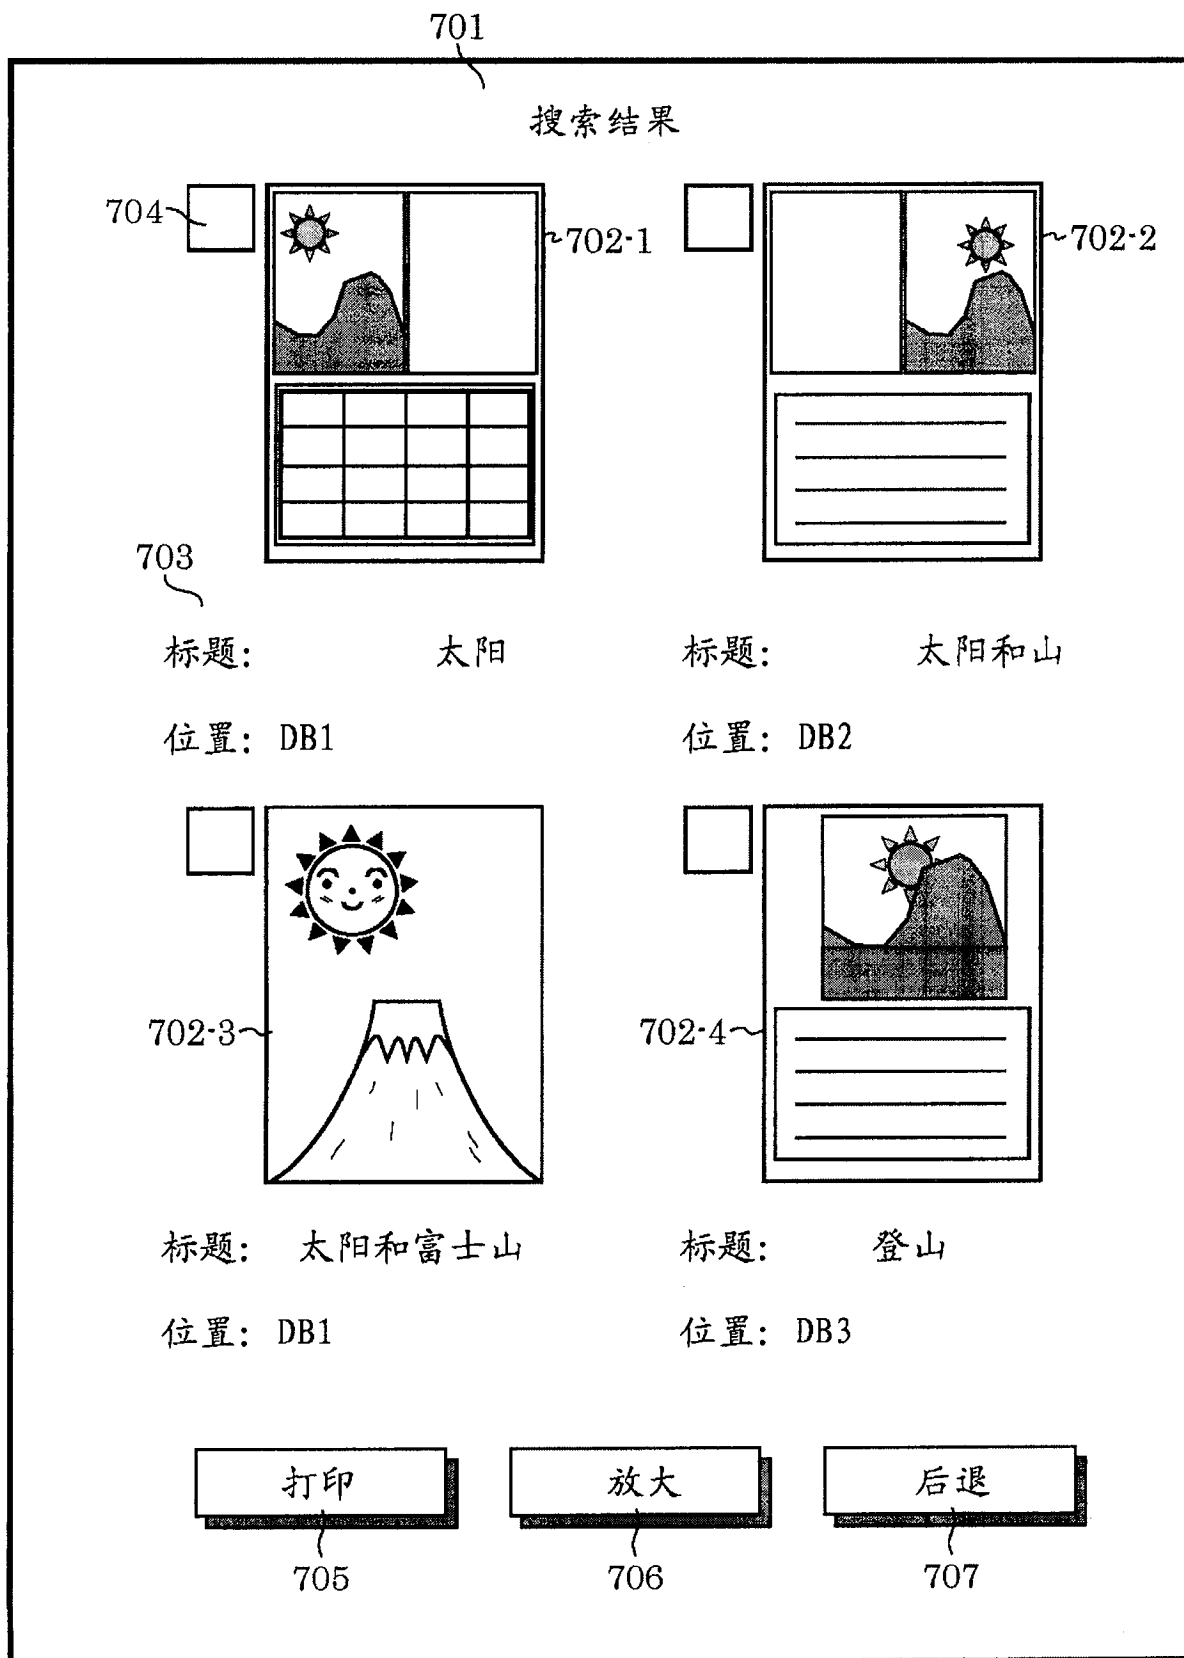 701
搜索结果
704
702-1
702-2
703
标题: 太阳
标题: 太阳和山
位置: DB1
位置: DB2
702-3
702-4
标题: 太阳和富士山
标题: 登山
位置: DB1
位置: DB3
打印
放大
后退
705
706
707